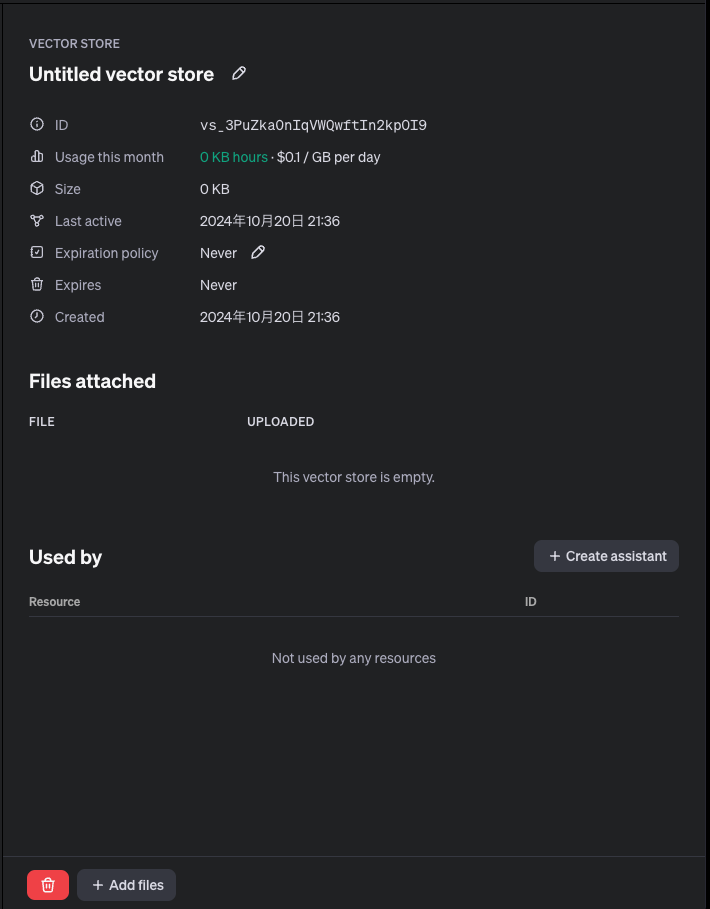 VECTOR STORE
Untitled vector store
ID vs_3PuZkaOnIqVWQwftIn2kpOI9
Usage this month 0 KB hours · $0.1 / GB per day
Size 0 KB
Last active 2024年10月20日 21:36
Expiration policy Never
Expires Never
Created 2024年10月20日 21:36
Files attached
FILE UPLOADED
This vector store is empty.
Used by + Create assistant
Resource ID
Not used by any resources
+ Add files